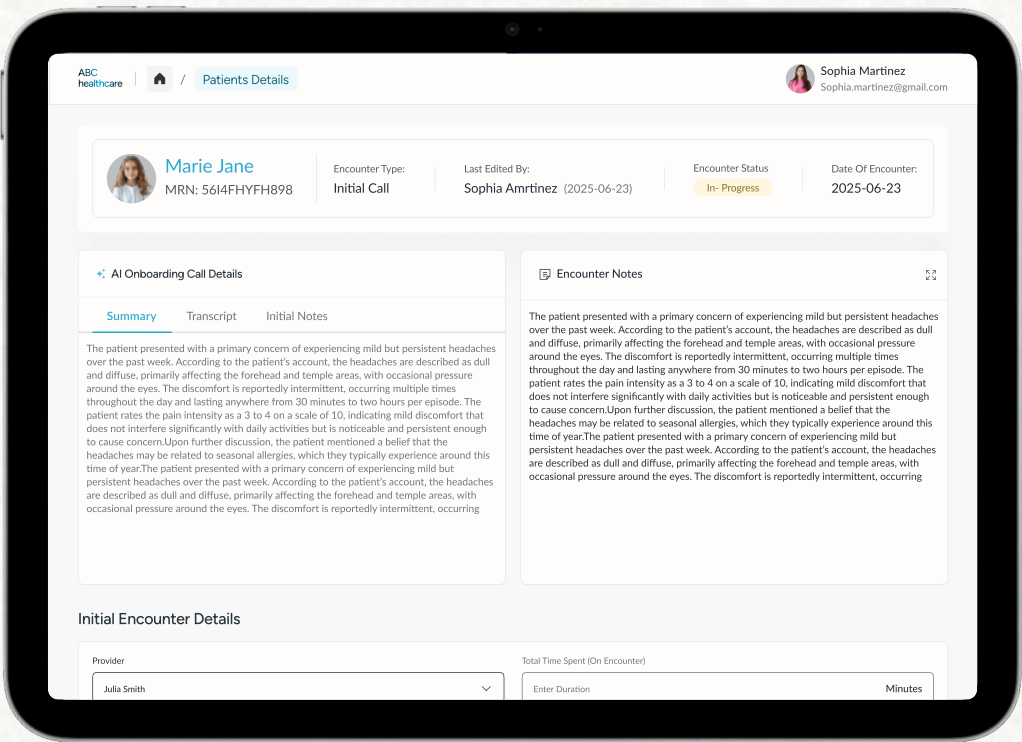 ABC
healthcare
/
Patients Details
Sophia Martinez
Sophia.martinez@gmail.com
Marie Jane
MRN: 56I4FHYFH898
Encounter Type:
Initial Call
Last Edited By:
Sophia Amrtinez (2025-06-23)
Encounter Status
In- Progress
Date Of Encounter:
2025-06-23
AI Onboarding Call Details
Summary
Transcript
Initial Notes
The patient presented with a primary concern of experiencing mild but persistent headaches
over the past week. According to the patient's account, the headaches are described as dull
and diffuse, primarily affecting the forehead and temple areas, with occasional pressure
around the eyes. The discomfort is reportedly intermittent, occurring multiple times
throughout the day and lasting anywhere from 30 minutes to two hours per episode. The
patient rates the pain intensity as a 3 to 4 on a scale of 10, indicating mild discomfort that
does not interfere significantly with daily activities but is noticeable and persistent enough
to cause concern.Upon further discussion, the patient mentioned a belief that the
headaches may be related to seasonal allergies, which they typically experience around this
time of year.The patient presented with a primary concern of experiencing mild but
persistent headaches over the past week. According to the patient's account, the headaches
are described as dull and diffuse, primarily affecting the forehead and temple areas, with
occasional pressure around the eyes. The discomfort is reportedly intermittent, occurring
Encounter Notes
The patient presented with a primary concern of experiencing mild but persistent headaches
over the past week. According to the patient's account, the headaches are described as dull
and diffuse, primarily affecting the forehead and temple areas, with occasional pressure
around the eyes. The discomfort is reportedly intermittent, occurring multiple times
throughout the day and lasting anywhere from 30 minutes to two hours per episode. The
patient rates the pain intensity as a 3 to 4 on a scale of 10, indicating mild discomfort that
does not interfere significantly with daily activities but is noticeable and persistent enough
to cause concern.Upon further discussion, the patient mentioned a belief that the
headaches may be related to seasonal allergies, which they typically experience around this
time of year.The patient presented with a primary concern of experiencing mild but
persistent headaches over the past week. According to the patient's account, the headaches
are described as dull and diffuse, primarily affecting the forehead and temple areas, with
occasional pressure around the eyes. The discomfort is reportedly intermittent, occurring
Initial Encounter Details
Provider
Julia Smith
Total Time Spent (On Encounter)
Enter Duration
Minutes